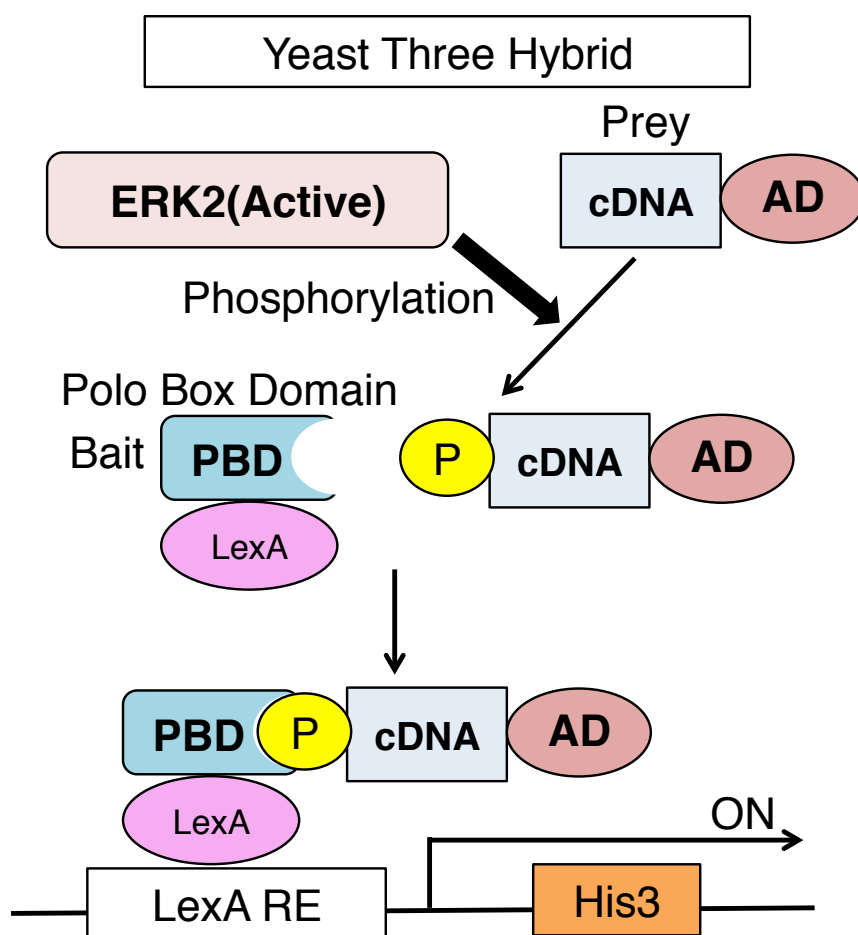 Yeast Three Hybrid
Prey
ERK2(Active)
cDNA
AD
Phosphorylation
Polo Box Domain
Bait
PBD
P
cDNA
AD
LexA
PBD
P
cDNA
AD
LexA
ON
LexA RE
His3